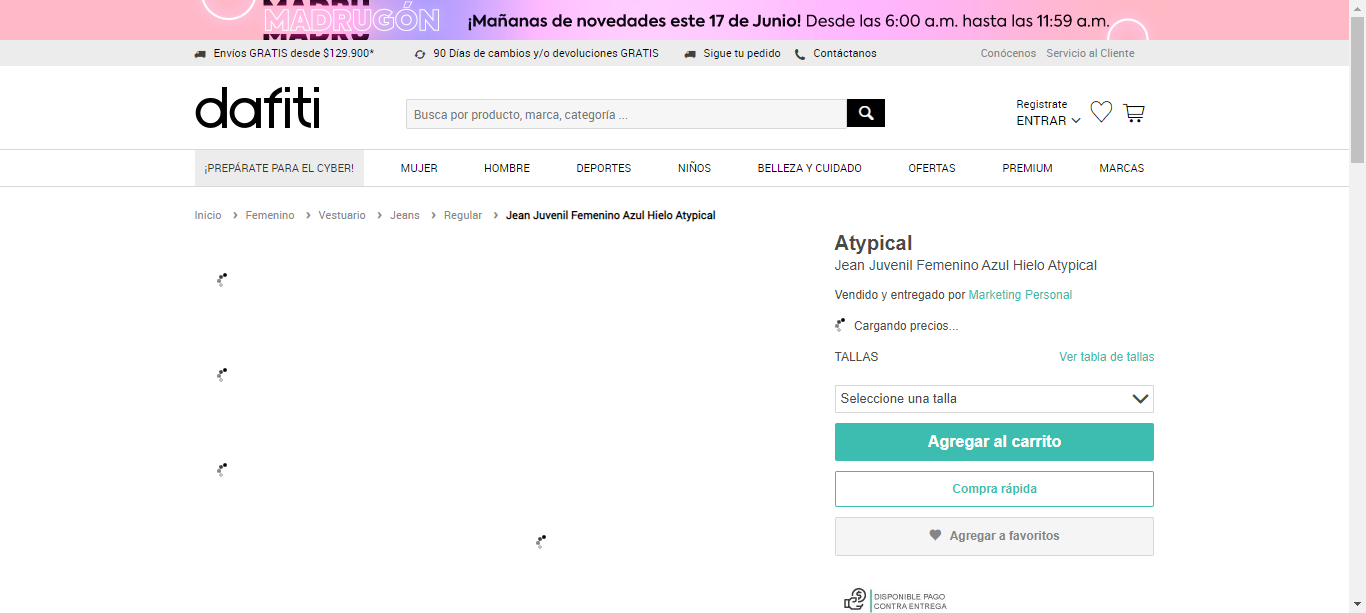 MADRUGÓN
MADRUGÓN
MADRU
¡Mañanas de novedades este 17 de Junio! Desde las 6:00 a.m. hasta las 11:59 a.m.
Envíos GRATIS desde $129.900*
90 Días de cambios y/o devoluciones GRATIS
Sigue tu pedido
Contáctanos
Conócenos
Servicio al Cliente
dafiti
Busca por producto, marca, categoría ...
Registrate
ENTRAR
¡PREPÁRATE PARA EL CYBER!
MUJER
HOMBRE
DEPORTES
NIÑOS
BELLEZA Y CUIDADO
OFERTAS
PREMIUM
MARCAS
Inicio › Femenino › Vestuario › Jeans › Regular › Jean Juvenil Femenino Azul Hielo Atypical
Atypical
Jean Juvenil Femenino Azul Hielo Atypical
Vendido y entregado por Marketing Personal
Cargando precios...
TALLAS
Ver tabla de tallas
Seleccione una talla
Agregar al carrito
Compra rápida
Agregar a favoritos
DISPONIBLE PAGO
CONTRA ENTREGA